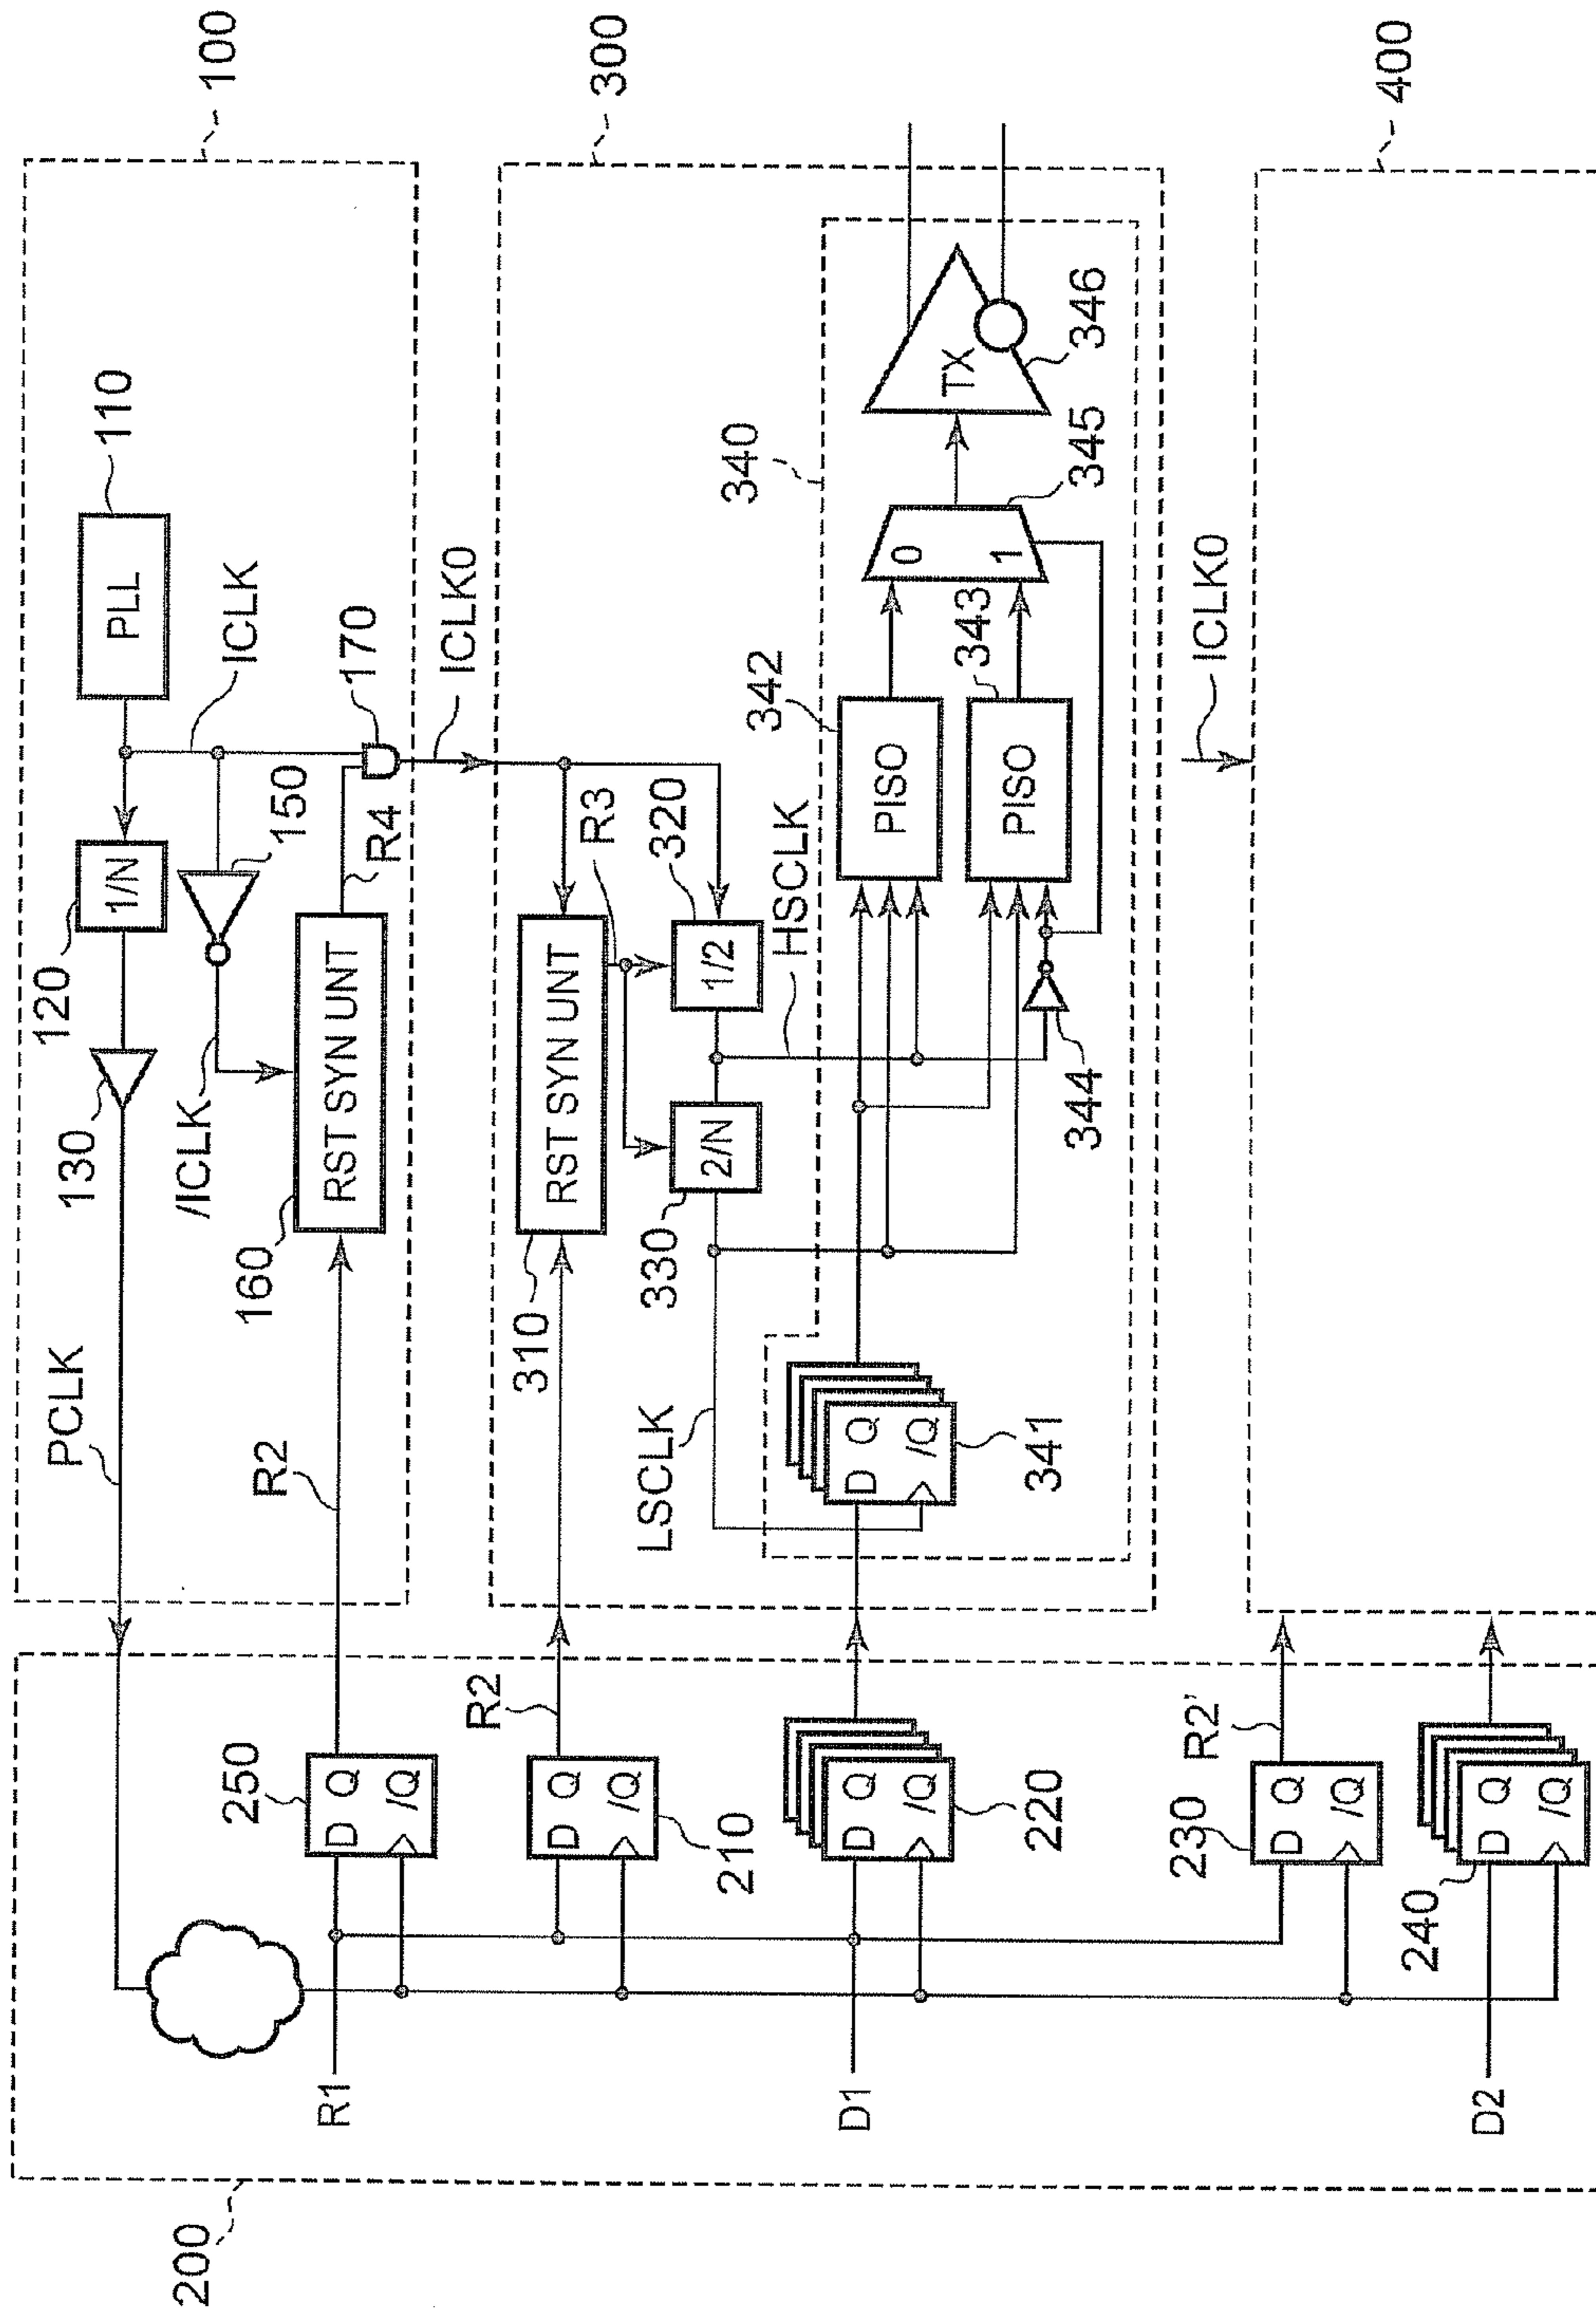 100
110
PLL
ICLK
120
1/N
130
150
/ICLK
160
RST SYN UNT
R4
170
PCLK
R2
ICLK0
300
310
RST SYN UNT
R3
320
1/2
330
2/N
HSCLK
LSCLK
340
341
D Q
/Q
342
PISO
343
PISO
344
345
0
1
346
TX
400
ICLK0
200
R1
250
D Q
/Q
R2
210
D Q
/Q
D1
220
D Q
/Q
R2'
230
D Q
/Q
D2
240
D Q
/Q